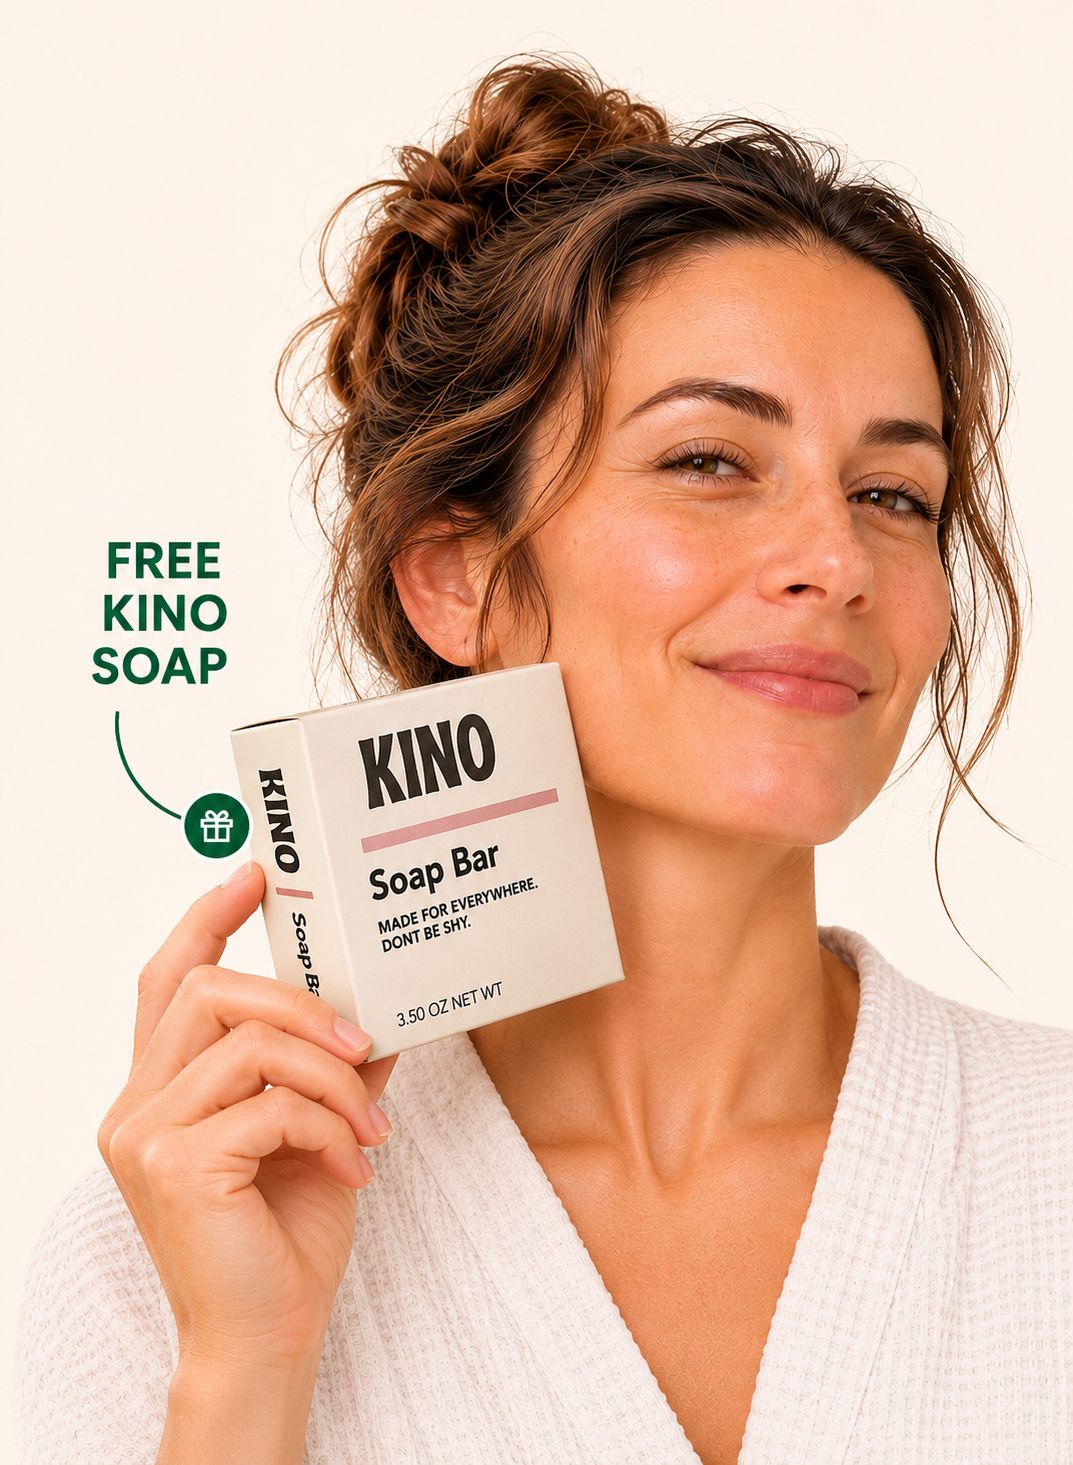 FREE
KINO
SOAP
KINO
Soap Bar
MADE FOR EVERYWHERE.
DONT BE SHY.
3.50 OZ NET WT
KINO
Soap Ba